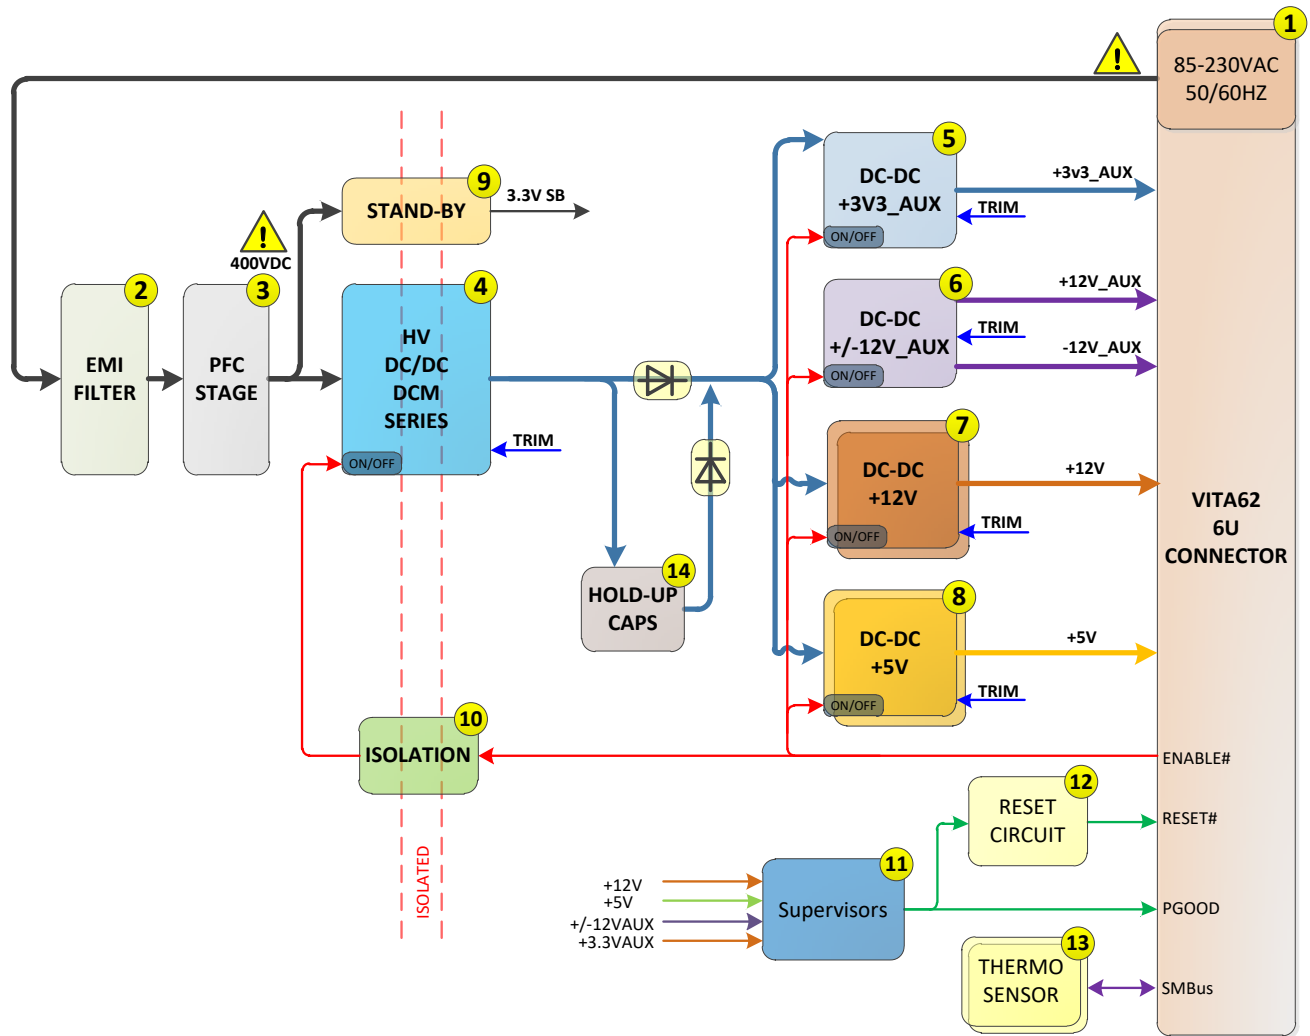 1
85-230VAC
50/60HZ
!
5
DC-DC
+3V3_AUX
ON/OFF
+3v3_AUX
TRIM
9
STAND-BY
3.3V SB
!
400VDC
2
EMI
FILTER
3
PFC
STAGE
4
HV
DC/DC
DCM
SERIES
ON/OFF
TRIM
6
DC-DC
+/-12V_AUX
ON/OFF
+12V_AUX
TRIM
-12V_AUX
7
DC-DC
+12V
ON/OFF
+12V
TRIM
VITA62
6U
CONNECTOR
14
HOLD-UP
CAPS
8
DC-DC
+5V
ON/OFF
+5V
TRIM
10
ISOLATION
ENABLE#
ISOLATED
12
RESET
CIRCUIT
RESET#
11
Supervisors
+12V
+5V
+/-12VAUX
+3.3VAUX
PGOOD
13
THERMO
SENSOR
SMBus